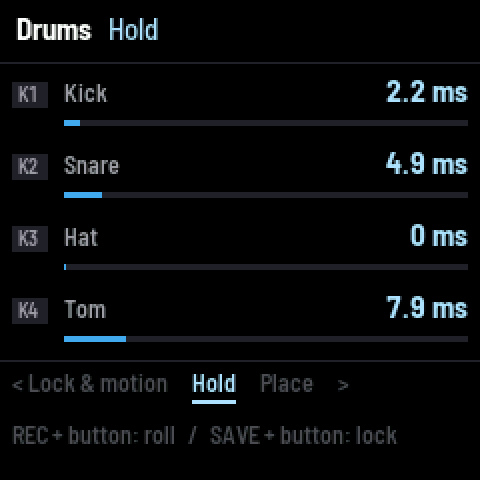 Drums Hold
K1 Kick 2.2 ms
K2 Snare 4.9 ms
K3 Hat 0 ms
K4 Tom 7.9 ms
< Lock & motion Hold Place >
REC + button: roll / SAVE + button: lock